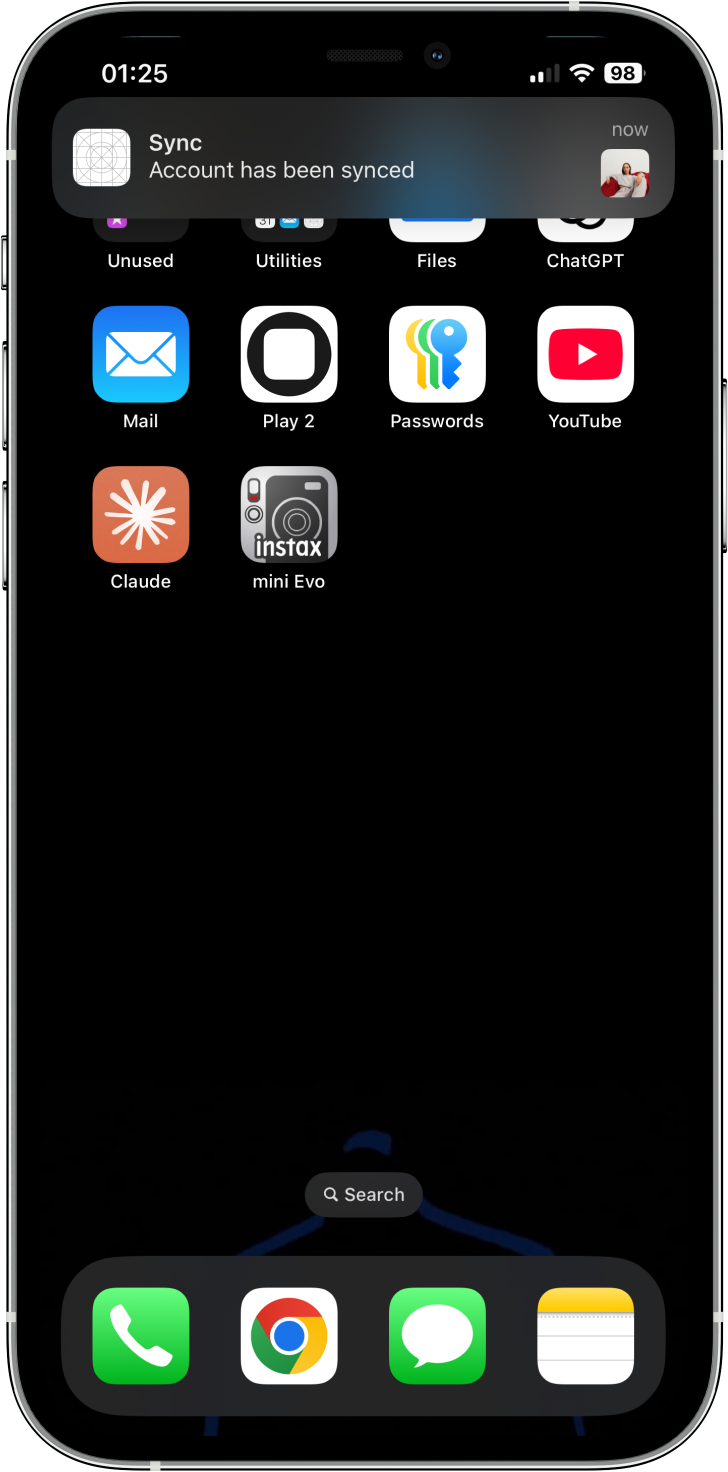 01:25
98
Sync
now
Account has been synced
31
Unused
Utilities
Files
ChatGPT
Mail
Play 2
Passwords
YouTube
instax
Claude
mini Evo
Search